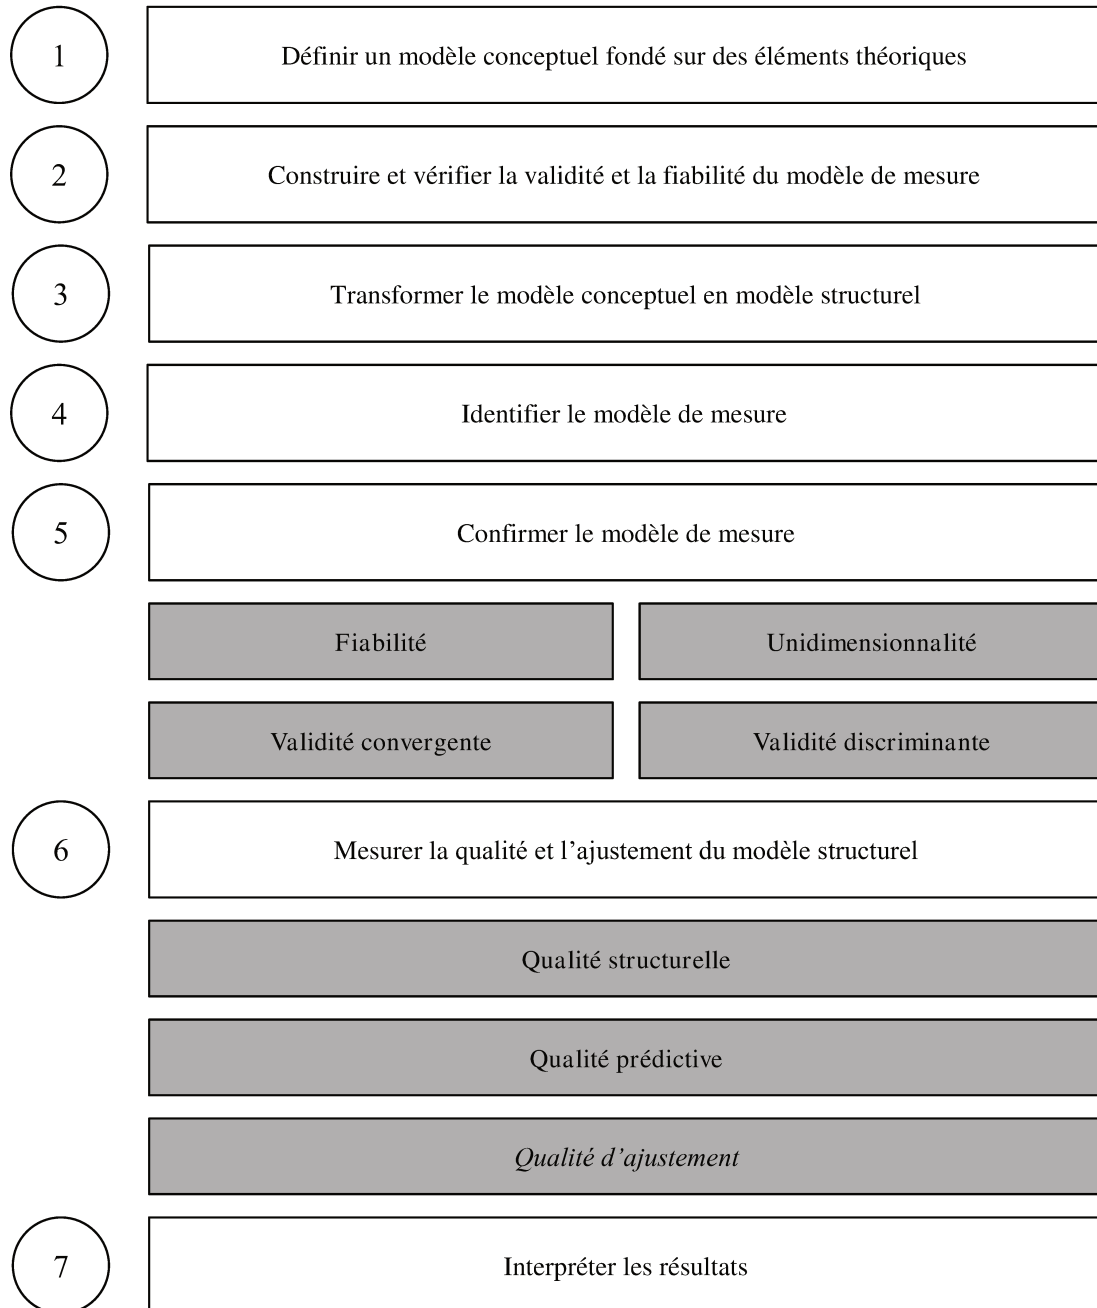 1
Définir un modèle conceptuel fondé sur des éléments théoriques
2
Construire et vérifier la validité et la fiabilité du modèle de mesure
3
Transformer le modèle conceptuel en modèle structurel
4
Identifier le modèle de mesure
5
Confirmer le modèle de mesure
Fiabilité
Unidimensionnalité
Validité convergente
Validité discriminante
6
Mesurer la qualité et l’ajustement du modèle structurel
Qualité structurelle
Qualité prédictive
Qualité d’ajustement
7
Interpréter les résultats